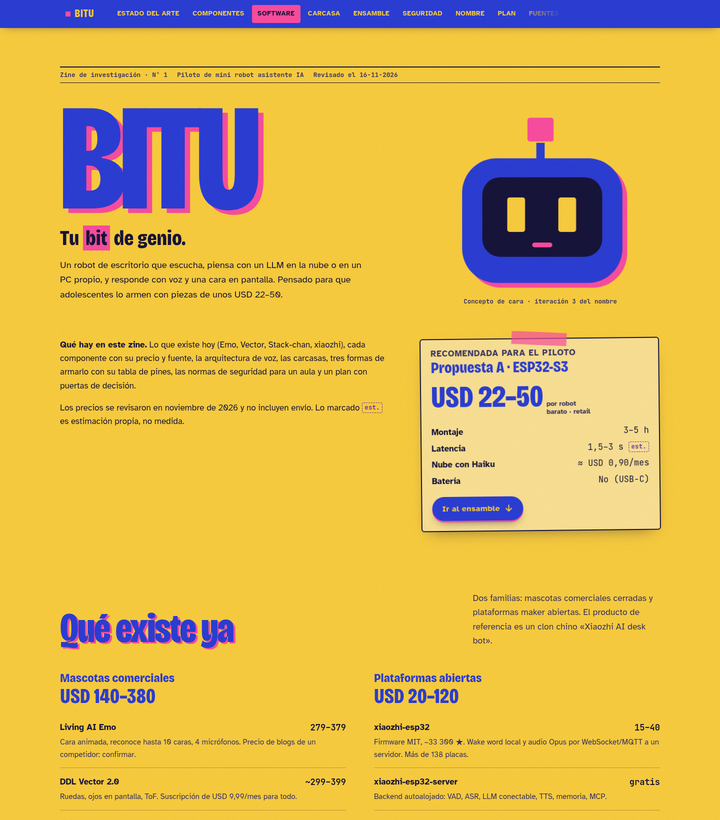 BITU ESTADO DEL ARTE COMPONENTES SOFTWARE CARCASA ENSAMBLE SEGURIDAD NOMBRE PLAN FUENTES
Zine de investigación · Nº 1 Piloto de mini robot asistente IA Revisado el 16-11-2026
BITU
Tu bit de genio.
Un robot de escritorio que escucha, piensa con un LLM en la nube o en un
PC propio, y responde con voz y una cara en pantalla. Pensado para que
adolescentes lo armen con piezas de unos USD 22–50.
Concepto de cara · iteración 3 del nombre
Qué hay en este zine. Lo que existe hoy (Emo, Vector, Stack-chan, xiaozhi), cada
componente con su precio y fuente, la arquitectura de voz, las carcasas, tres formas de
armarlo con su tabla de pines, las normas de seguridad para un aula y un plan con
puertas de decisión.
Los precios se revisaron en noviembre de 2026 y no incluyen envío. Lo marcado est.
es estimación propia, no medida.
RECOMENDADA PARA EL PILOTO
Propuesta A · ESP32-S3
USD 22–50 por robot
barato · retail
Montaje 3–5 h
Latencia 1,5–3 s est.
Nube con Haiku ≈ USD 0,90/mes
Batería No (USB-C)
Ir al ensamble ↓
Qué existe ya
Dos familias: mascotas comerciales cerradas y
plataformas maker abiertas. El producto de
referencia es un clon chino «Xiaozhi AI desk
bot».
Mascotas comerciales
USD 140–380
Living AI Emo 279–379
Cara animada, reconoce hasta 10 caras, 4 micrófonos. Precio de blogs de un
competidor: confirmar.
DDL Vector 2.0 ~299–399
Ruedas, ojos en pantalla, ToF. Suscripción de USD 9,99/mes para todo.
Plataformas abiertas
USD 20–120
xiaozhi-esp32 15–40
Firmware MIT, ~33 300 ★. Wake word local y audio Opus por WebSocket/MQTT a un
servidor. Más de 138 placas.
xiaozhi-esp32-server gratis
Backend autoalojado: VAD, ASR, LLM conectable, TTS, memoria, MCP.